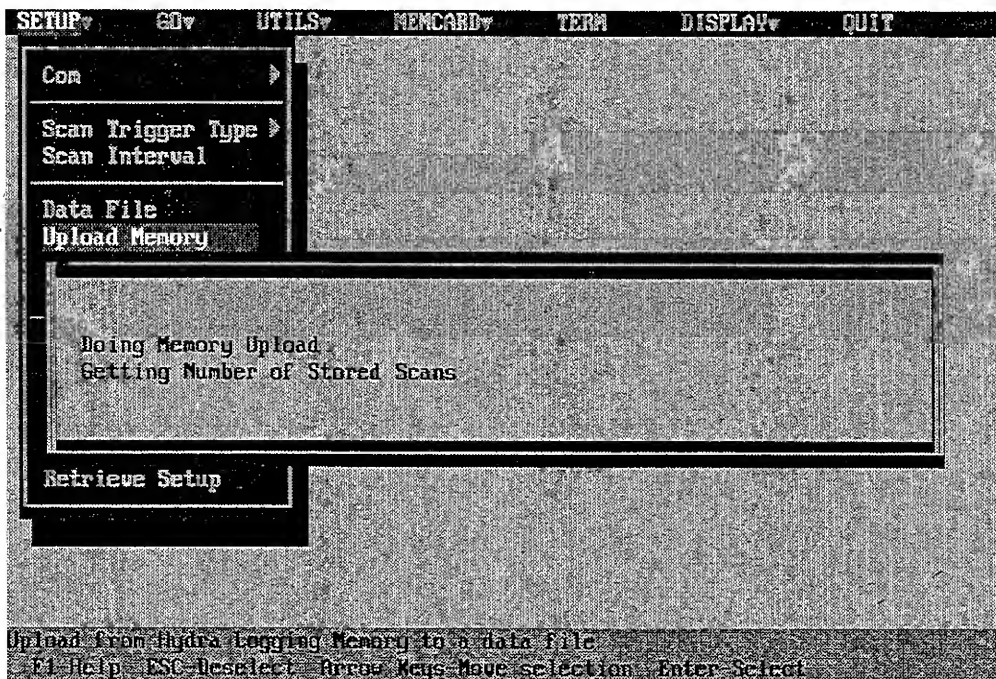 SETUP▾ GO▾ UTILS▾ MEMCARD▾ TERM DISPLAY▾ QUIT
Com
Scan Trigger Type
Scan Interval
Data File
Upload Memory
Doing Memory Upload
Getting Number of Stored Scans
Retrieve Setup
Upload from Hydra Logging Memory to a data file
F1-Help ESC-Deselect Arrow Keys-Move selection Enter-Select